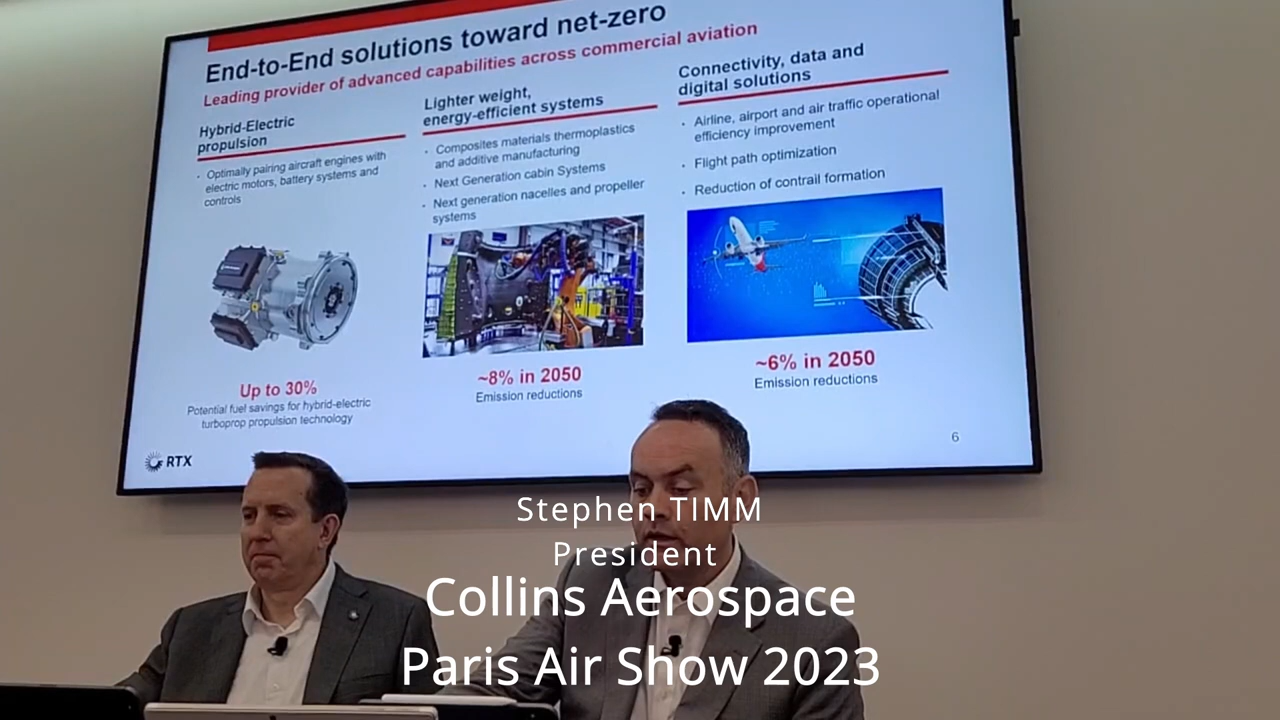 End-to-End solutions toward net-zero
Leading provider of advanced capabilities across commercial aviation
Hybrid-Electric
propulsion
· Optimally pairing aircraft engines with
electric motors, battery systems and
controls
Up to 30%
Potential fuel savings for hybrid-electric
turboprop propulsion technology
Lighter weight,
energy-efficient systems
· Composites materials thermoplastics
and additive manufacturing
· Next Generation cabin Systems
· Next generation nacelles and propeller
systems
~8% in 2050
Emission reductions
Connectivity, data and
digital solutions
· Airline, airport and air traffic operational
efficiency improvement
· Flight path optimization
· Reduction of contrail formation
~6% in 2050
Emission reductions
RTX
6
Stephen TIMM
President
Collins Aerospace
Paris Air Show 2023